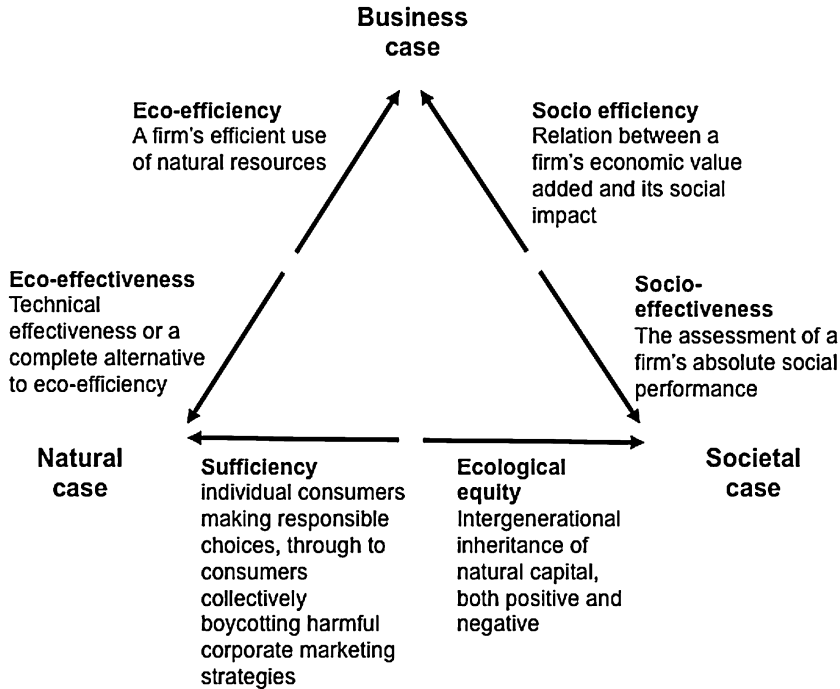 Business
case
Eco-efficiency
A firm's efficient use
of natural resources
Socio efficiency
Relation between a
firm's economic value
added and its social
impact
Eco-effectiveness
Technical
effectiveness or a
complete alternative
to eco-efficiency
Socio-
effectiveness
The assessment of a
firm's absolute social
performance
Natural
case
Sufficiency
individual consumers
making responsible
choices, through to
consumers
collectively
boycotting harmful
corporate marketing
strategies
Ecological
equity
Intergenerational
inheritance of
natural capital,
both positive and
negative
Societal
case